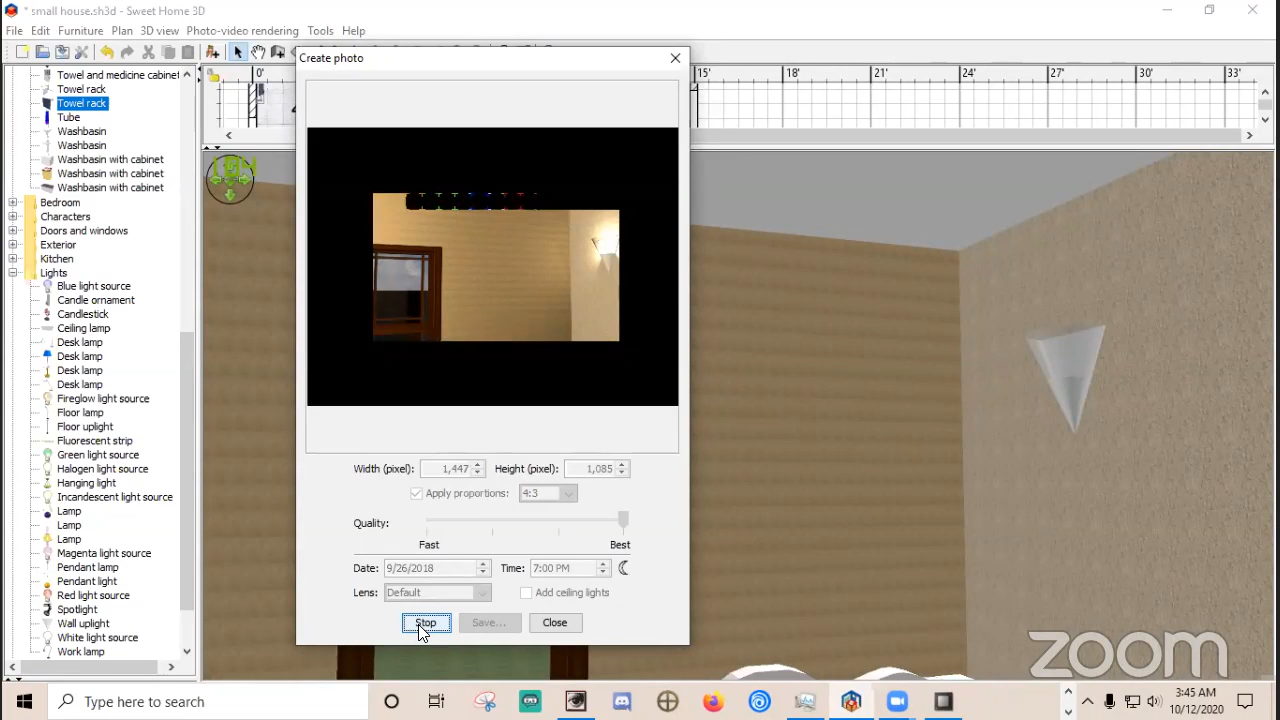 * small house.sh3d - Sweet Home 3D
File Edit Furniture Plan 3D view Photo-video rendering Tools Help
Create photo
0' 15' 18' 21' 24' 27' 30' 33'
Towel and medicine cabinet
Towel rack
Towel rack
Tube
Washbasin
Washbasin
Washbasin with cabinet
Washbasin with cabinet
Washbasin with cabinet
Bedroom
Characters
Doors and windows
Exterior
Kitchen
Lights
Blue light source
Candle ornament
Candlestick
Ceiling lamp
Desk lamp
Desk lamp
Desk lamp
Desk lamp
Fireglow light source
Floor lamp
Floor uplight
Fluorescent strip
Green light source
Halogen light source
Hanging light
Incandescent light source
Lamp
Lamp
Lamp
Magenta light source
Pendant lamp
Pendant light
Red light source
Spotlight
Wall uplight
White light source
Work lamp
Width (pixel): 1,447 Height (pixel): 1,085
Apply proportions: 4:3
Quality:
Fast Best
Date: 9/26/2018 Time: 7:00 PM
Lens: Default Add ceiling lights
Stop Save... Close
zoom
Type here to search
3:45 AM
10/12/2020